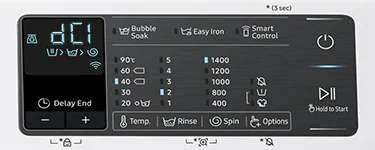 * (3 sec)
dC1
Bubble Soak
Easy Iron
Smart Control
90℃ 5 1400
60 4 1200
40 3 1000
30 2 800
20 1 400
Delay End
− +
Temp. Rinse Spin Options
Hold to Start
*
*
*